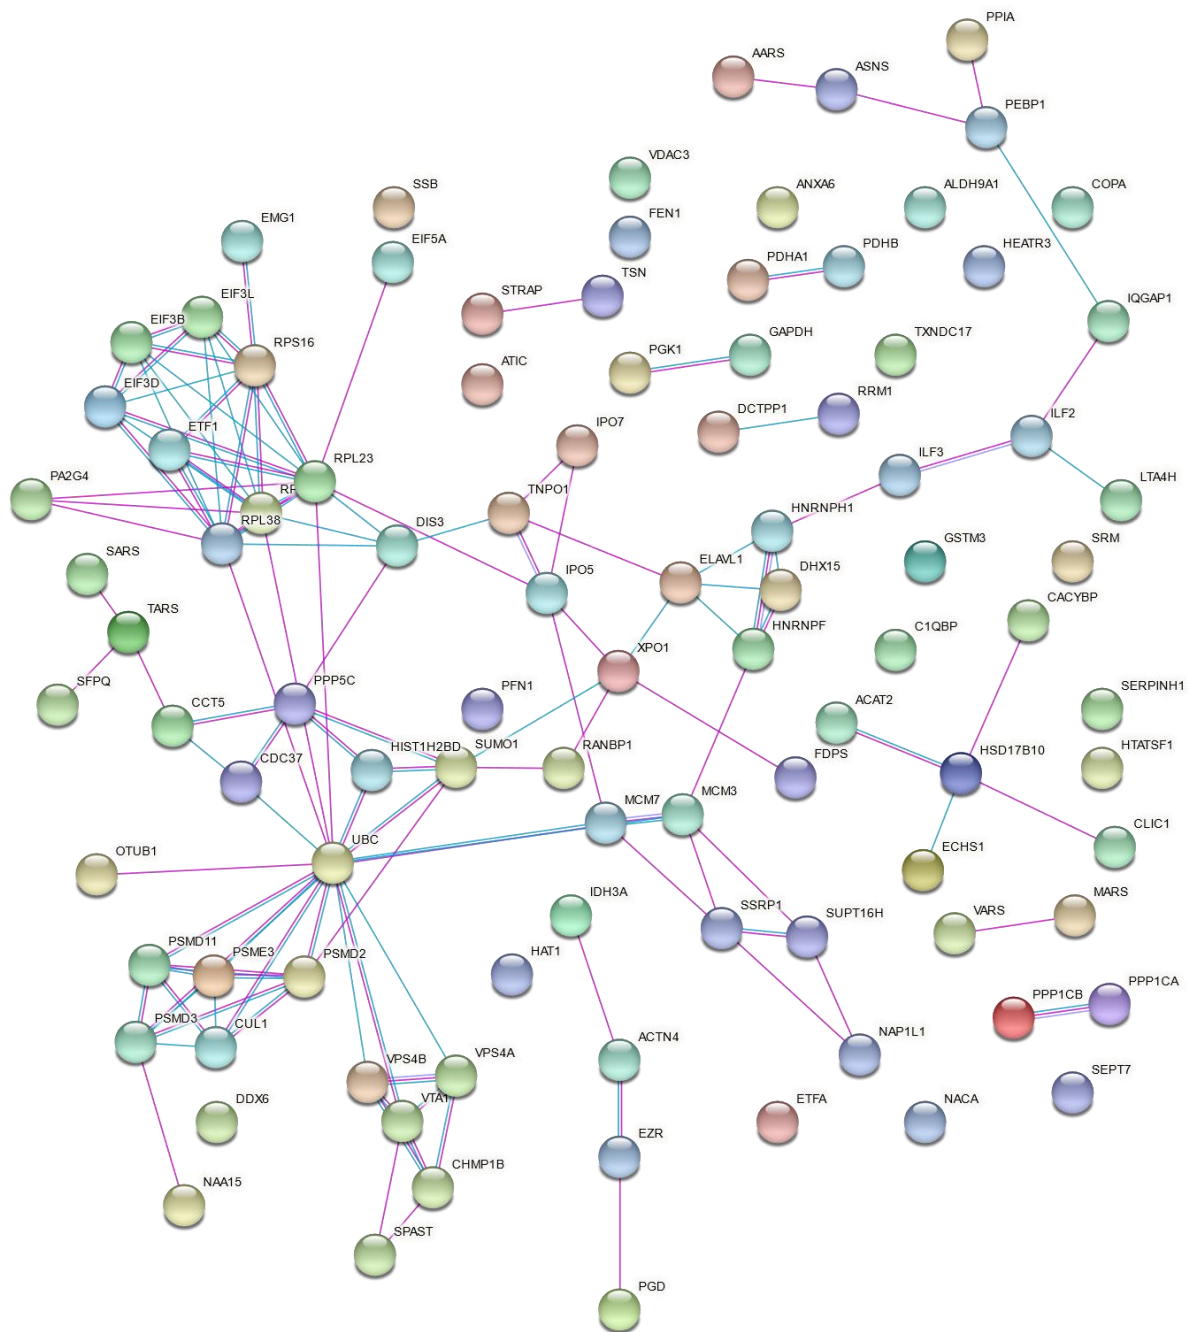 PPIA
AARS
ASNS
PEBP1
VDAC3
SSB
ANXA6
ALDH9A1
COPA
EMG1
FEN1
EIF5A
HEATR3
PDHB
PDHA1
TSN
STRAP
EIF3L
IQGAP1
EIF3B
RPS16
GAPDH
TXNDC17
PGK1
ATIC
EIF3D
RRM1
DCTPP1
ILF2
ETF1
IPO7
RPL23
ILF3
LTA4H
PA2G4
RP
TNPO1
HNRNPH1
RPL38
DIS3
GSTM3
SRM
SARS
ELAVL1
DHX15
IPO5
CACYBP
TARS
HNRNPF
C1QBP
XPO1
SFPQ
PPP5C
PFN1
SERPINH1
CCT5
ACAT2
HIST1H2BD
SUMO1
RANBP1
HSD17B10
HTATSF1
CDC37
FDPS
MCM7
MCM3
UBC
CLIC1
OTUB1
ECHS1
IDH3A
MARS
SSRP1
SUPT16H
VARS
PSMD11
PSME3
PSMD2
HAT1
PPP1CB
PPP1CA
PSMD3
CUL1
NAP1L1
ACTN4
VPS4B
VPS4A
SEPT7
DDX6
VTA1
ETFA
NACA
EZR
CHMP1B
NAA15
SPAST
PGD